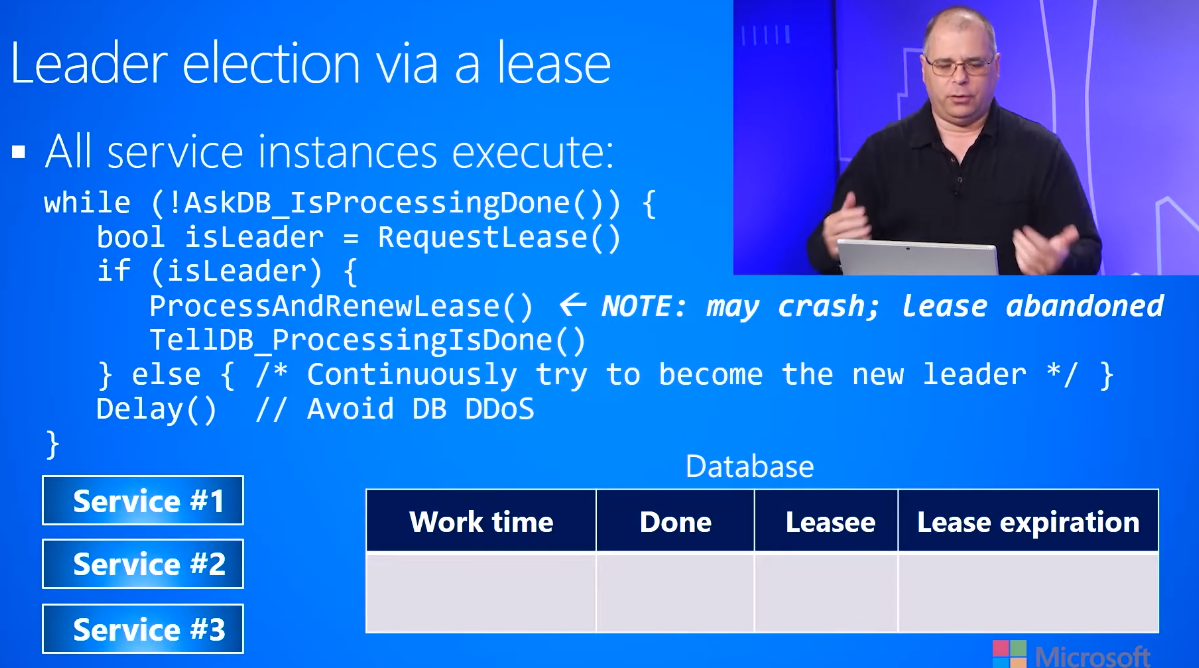 Leader election via a lease
▪ All service instances execute:
while (!AskDB_IsProcessingDone()) {
   bool isLeader = RequestLease()
   if (isLeader) {
      ProcessAndRenewLease() ← NOTE: may crash; lease abandoned
      TellDB_ProcessingIsDone()
   } else { /* Continuously try to become the new leader */ }
   Delay()  // Avoid DB DDoS
}
Service #1
Service #2
Service #3
Database
Work time Done Leasee Lease expiration
Microsoft